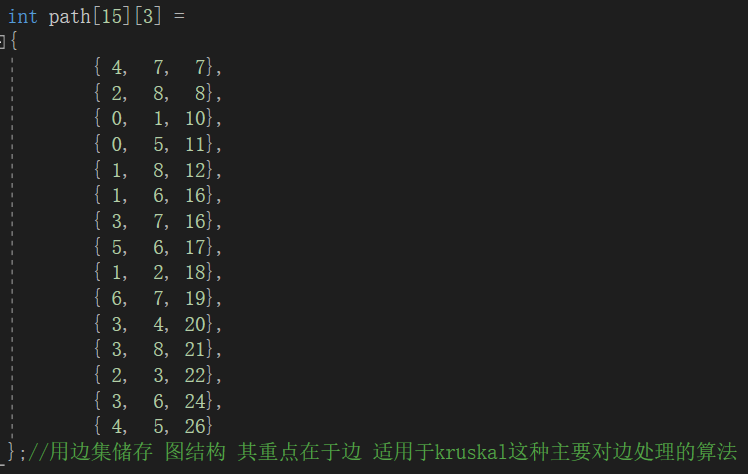 int path[15][3] =
{
{ 4,   7,   7},
{ 2,   8,   8},
{ 0,   1, 10},
{ 0,   5, 11},
{ 1,   8, 12},
{ 1,   6, 16},
{ 3,   7, 16},
{ 5,   6, 17},
{ 1,   2, 18},
{ 6,   7, 19},
{ 3,   4, 20},
{ 3,   8, 21},
{ 2,   3, 22},
{ 3,   6, 24},
{ 4,   5, 26}
};//用边集储存 图结构 其重点在于边 适用于kruskal这种主要对边处理的算法